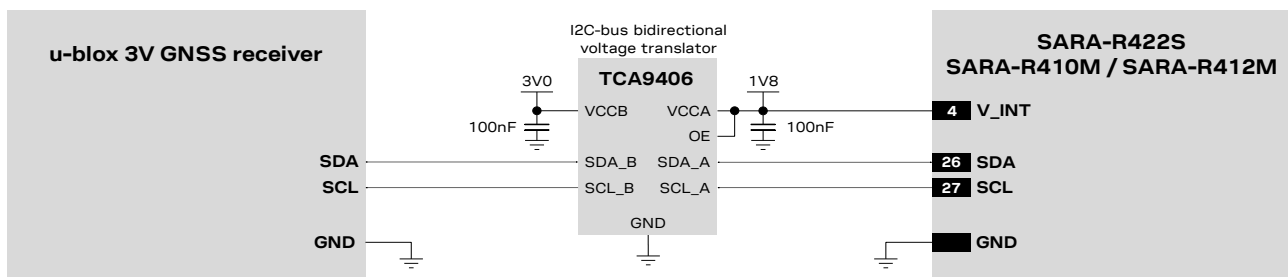 u-blox 3V GNSS receiver
SDA
SCL
GND
I2C-bus bidirectional
voltage translator
TCA9406
3V0
1V8
VCCB
VCCA
100nF
OE
100nF
SDA_B
SDA_A
SCL_B
SCL_A
GND
SARA-R422S
SARA-R410M / SARA-R412M
4 V_INT
26 SDA
27 SCL
GND